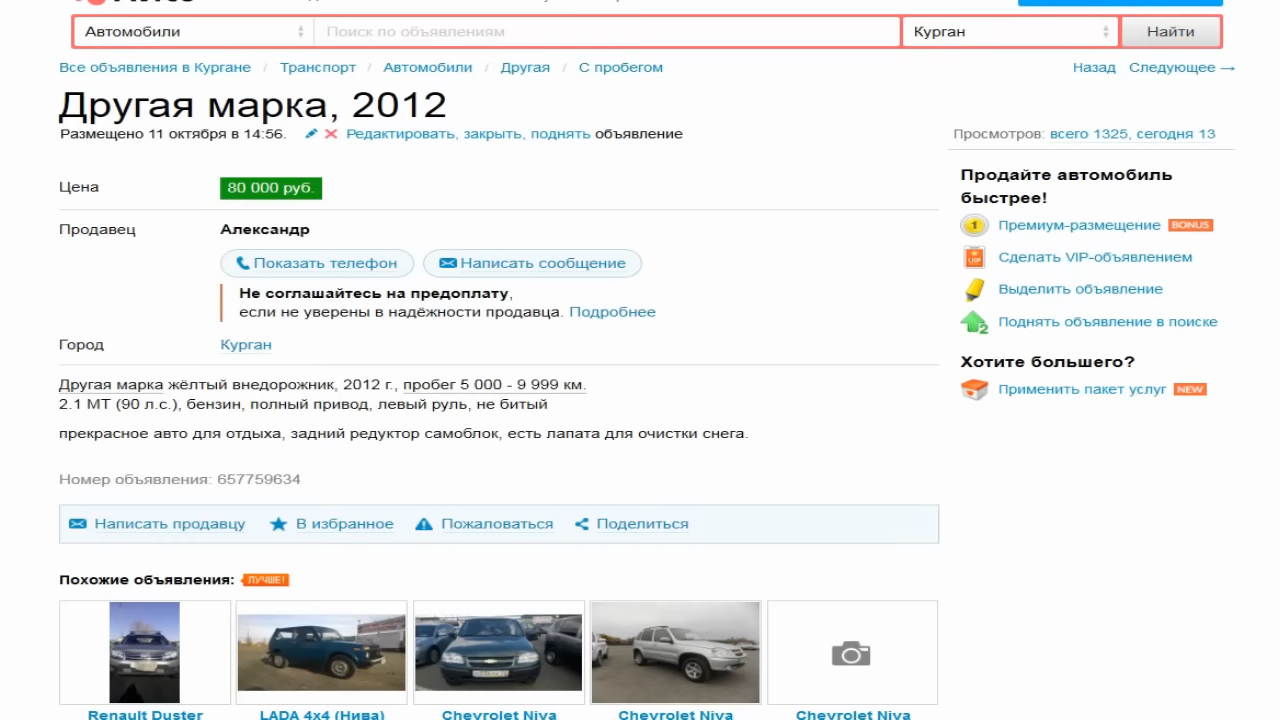 Автомобили
Поиск по объявлениям
Курган
Найти
Все объявления в Кургане / Транспорт / Автомобили / Другая / С пробегом
Назад Следующее →
Другая марка, 2012
Размещено 11 октября в 14:56. Редактировать, закрыть, поднять объявление
Просмотров: всего 1325, сегодня 13
Цена 80 000 руб.
Продавец Александр
Показать телефон Написать сообщение
Не соглашайтесь на предоплату,
если не уверены в надёжности продавца. Подробнее
Город Курган
Другая марка жёлтый внедорожник, 2012 г., пробег 5 000 - 9 999 км.
2.1 МТ (90 л.с.), бензин, полный привод, левый руль, не битый
прекрасное авто для отдыха, задний редуктор самоблок, есть лапата для очистки снега.
Номер объявления: 657759634
Написать продавцу В избранное Пожаловаться Поделиться
Продайте автомобиль
быстрее!
1 Премиум-размещение BONUS
VIP Сделать VIP-объявлением
Выделить объявление
2 Поднять объявление в поиске
Хотите большего?
Применить пакет услуг NEW
Похожие объявления: ЛУЧШЕ!
Renault Duster
LADA 4x4 (Нива)
Chevrolet Niva
Chevrolet Niva
Chevrolet Niva